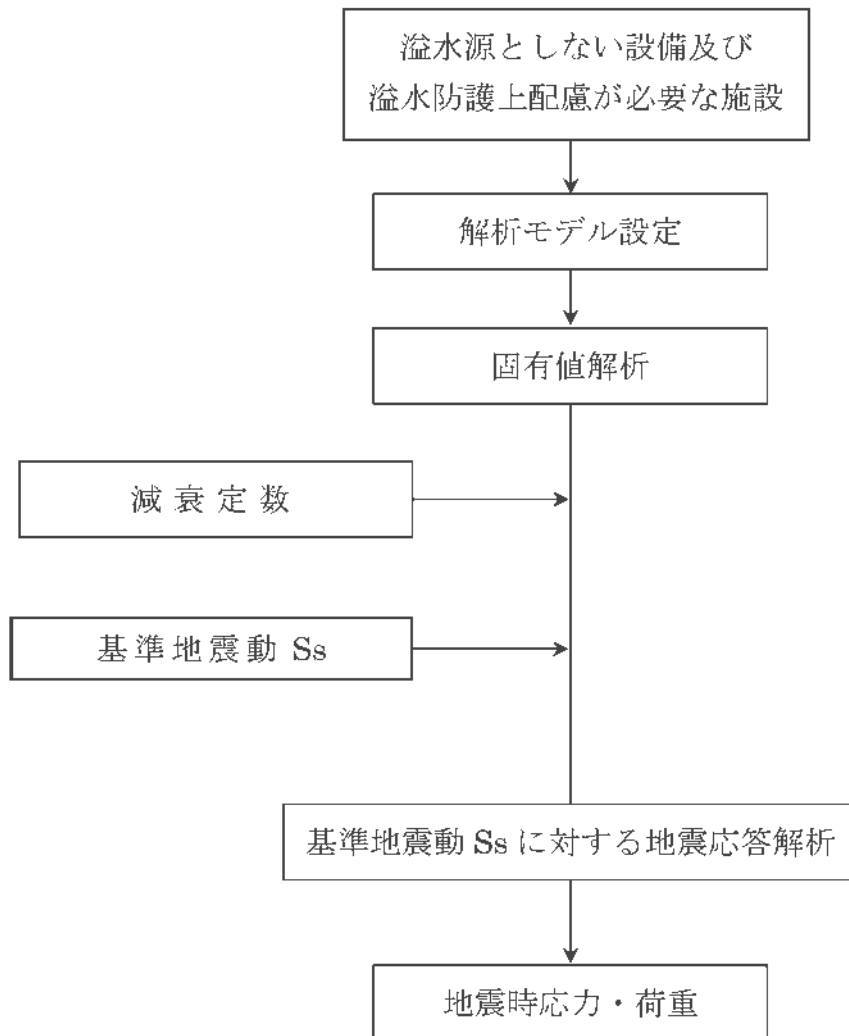 溢水源としない設備及び
溢水防護上配慮が必要な施設
解析モデル設定
固有値解析
減衰定数
基準地震動 Ss
基準地震動 Ss に対する地震応答解析
地震時応力・荷重